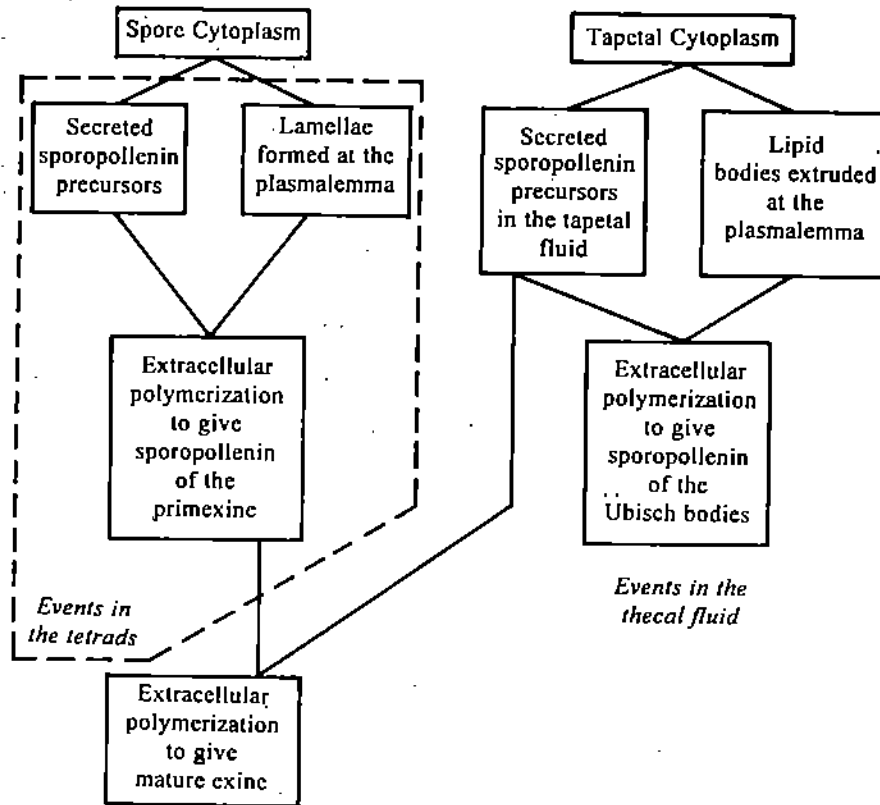 Spore Cytoplasm
Tapetal Cytoplasm
Secreted
sporopollenin
precursors
Lamellae
formed at the
plasmalemma
Secreted
sporopollenin
precursors
in the tapetal
fluid
Lipid
bodies extruded
at the
plasmalemma
Extracellular
polymerization
to give
sporopollenin
of the
primexine
Extracellular
polymerization
to give
sporopollenin
of the
Ubisch bodies
Events in
the tetrads
Events in the
thecal fluid
Extracellular
polymerization
to give
mature exine